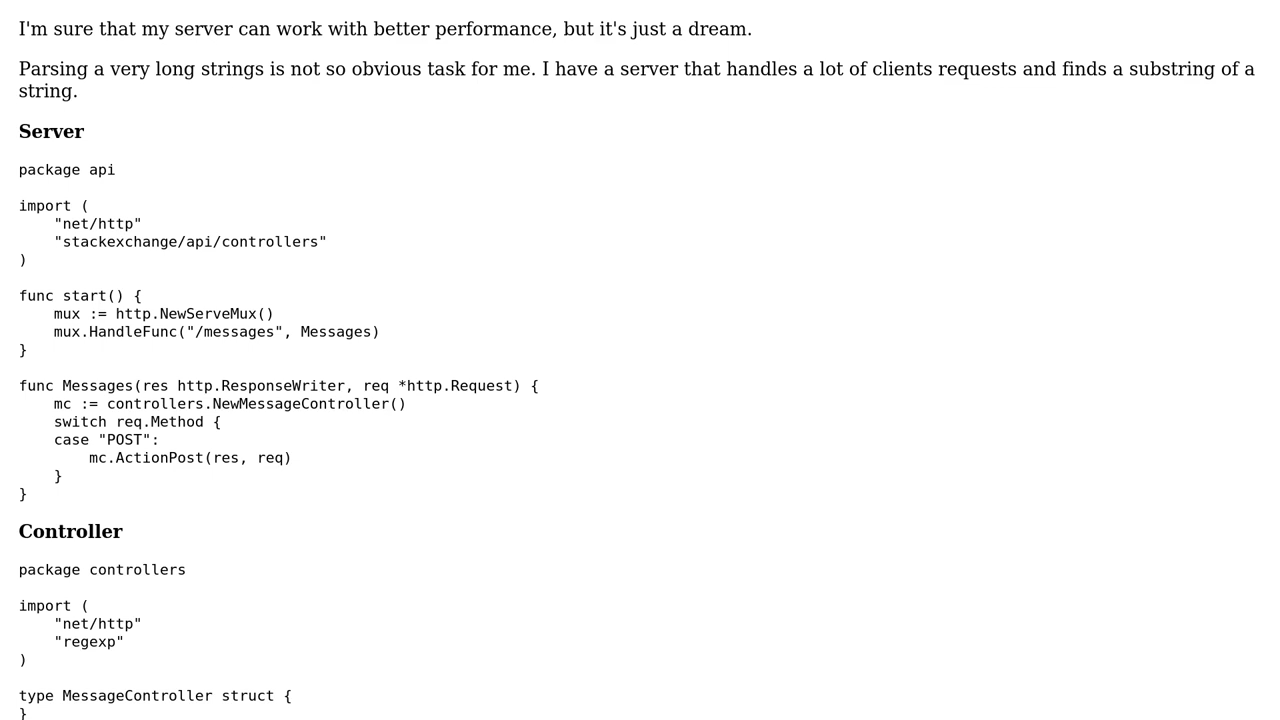 I'm sure that my server can work with better performance, but it's just a dream.
Parsing a very long strings is not so obvious task for me. I have a server that handles a lot of clients requests and finds a substring of a
string.
Server
package api
import (
    "net/http"
    "stackexchange/api/controllers"
)
func start() {
    mux := http.NewServeMux()
    mux.HandleFunc("/messages", Messages)
}
func Messages(res http.ResponseWriter, req *http.Request) {
    mc := controllers.NewMessageController()
    switch req.Method {
    case "POST":
        mc.ActionPost(res, req)
    }
}
Controller
package controllers
import (
    "net/http"
    "regexp"
)
type MessageController struct {
}